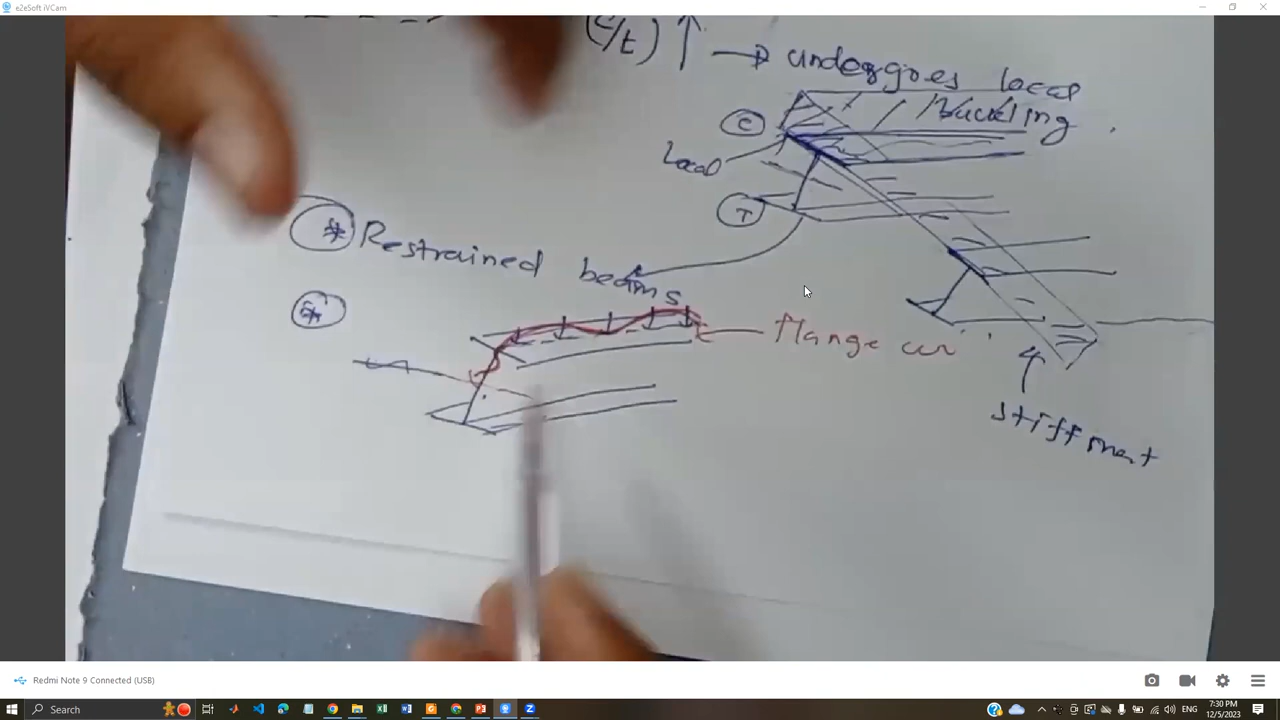 e2eSoft iVCam
(c/t) ↑ → undergoes local
buckling.
C
Local
T
* Restrained beams
*
Flange
stiffment
Redmi Note 9 Connected (USB)
Search
ENG
7:30 PM
12/5/2023